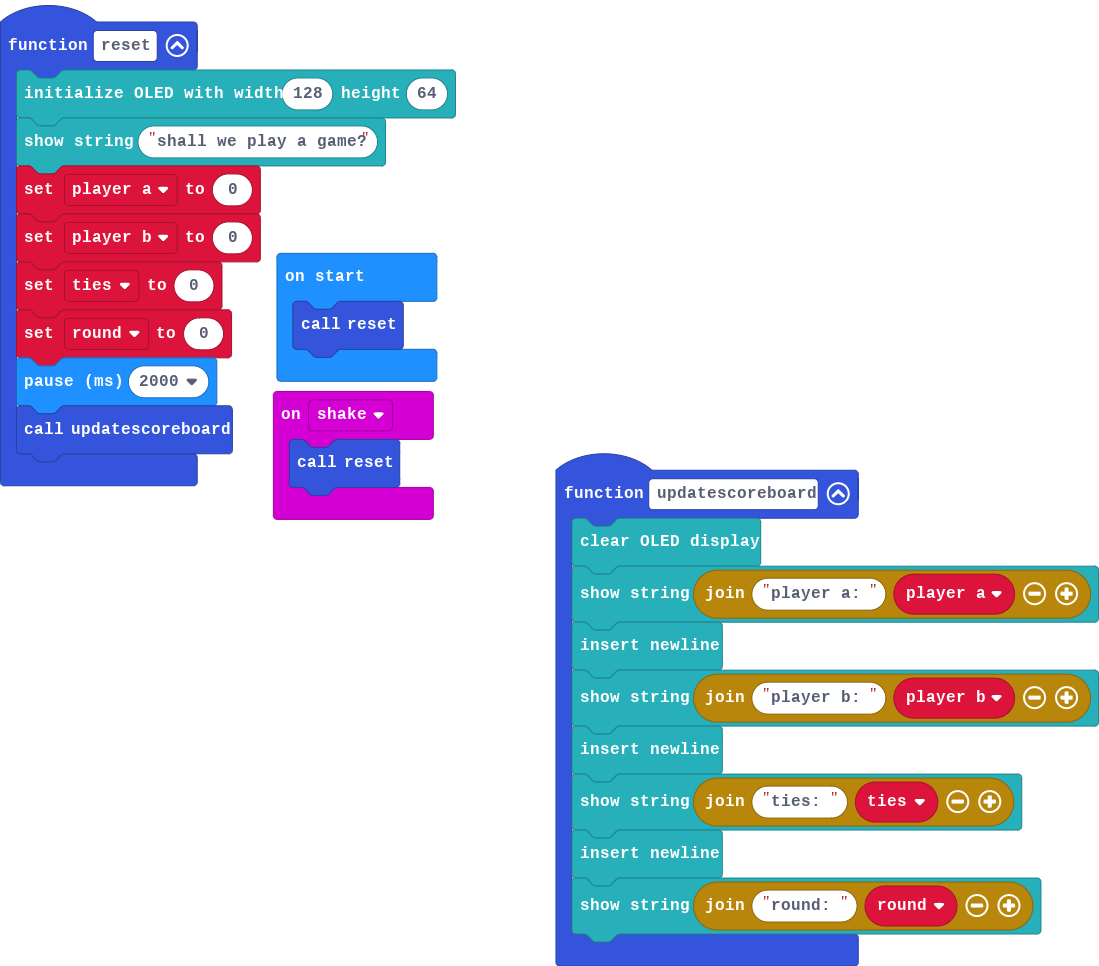 function reset
initialize OLED with width 128 height 64
show string "shall we play a game?"
set player a to 0
set player b to 0
set ties to 0
set round to 0
pause (ms) 2000
call updatescoreboard
on start
call reset
on shake
call reset
function updatescoreboard
clear OLED display
show string join "player a: " player a
insert newline
show string join "player b: " player b
insert newline
show string join "ties: " ties
insert newline
show string join "round: " round